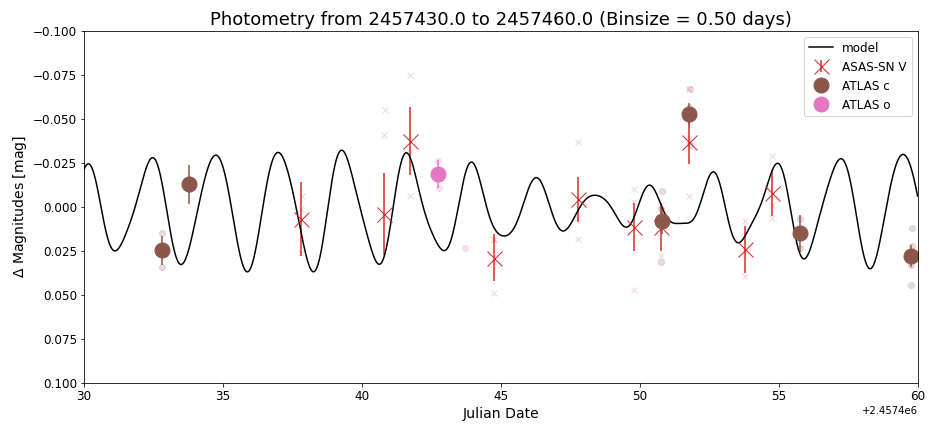 Photometry from 2457430.0 to 2457460.0 (Binsize = 0.50 days)
model
ASAS-SN V
ATLAS c
ATLAS o
Δ Magnitudes [mag]
−0.100
−0.075
−0.050
−0.025
0.000
0.025
0.050
0.075
0.100
30
35
40
45
50
55
60
+2.4574e6
Julian Date